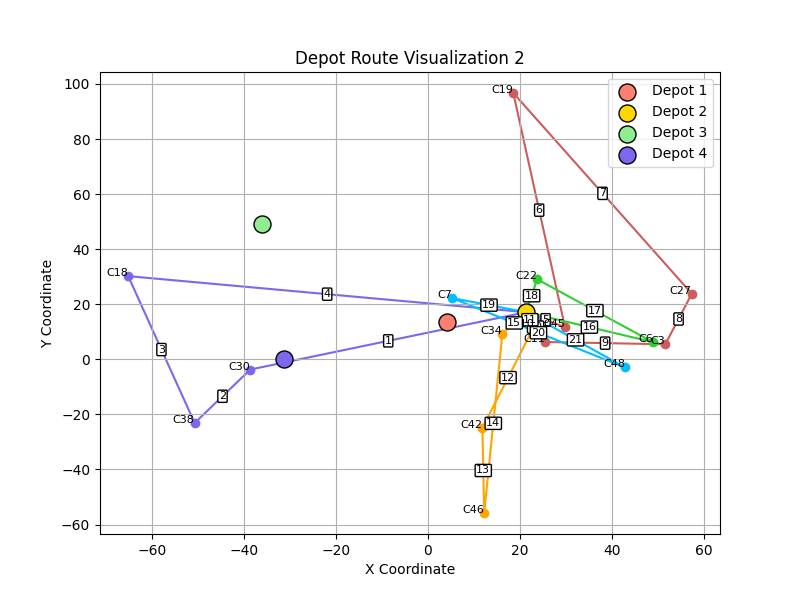 Depot Route Visualization 2
Depot 1
Depot 2
Depot 3
Depot 4
Y Coordinate
100
80
60
40
20
0
−20
−40
−60
−60
−40
−20
0
20
40
60
X Coordinate
C19
7
6
C18
4
C22
C27
C7
19
18
17
8
15
11
5
C45
16
C34
20
21
C11
9
C6
C3
3
1
C30
C48
2
12
C38
C42
14
13
C46